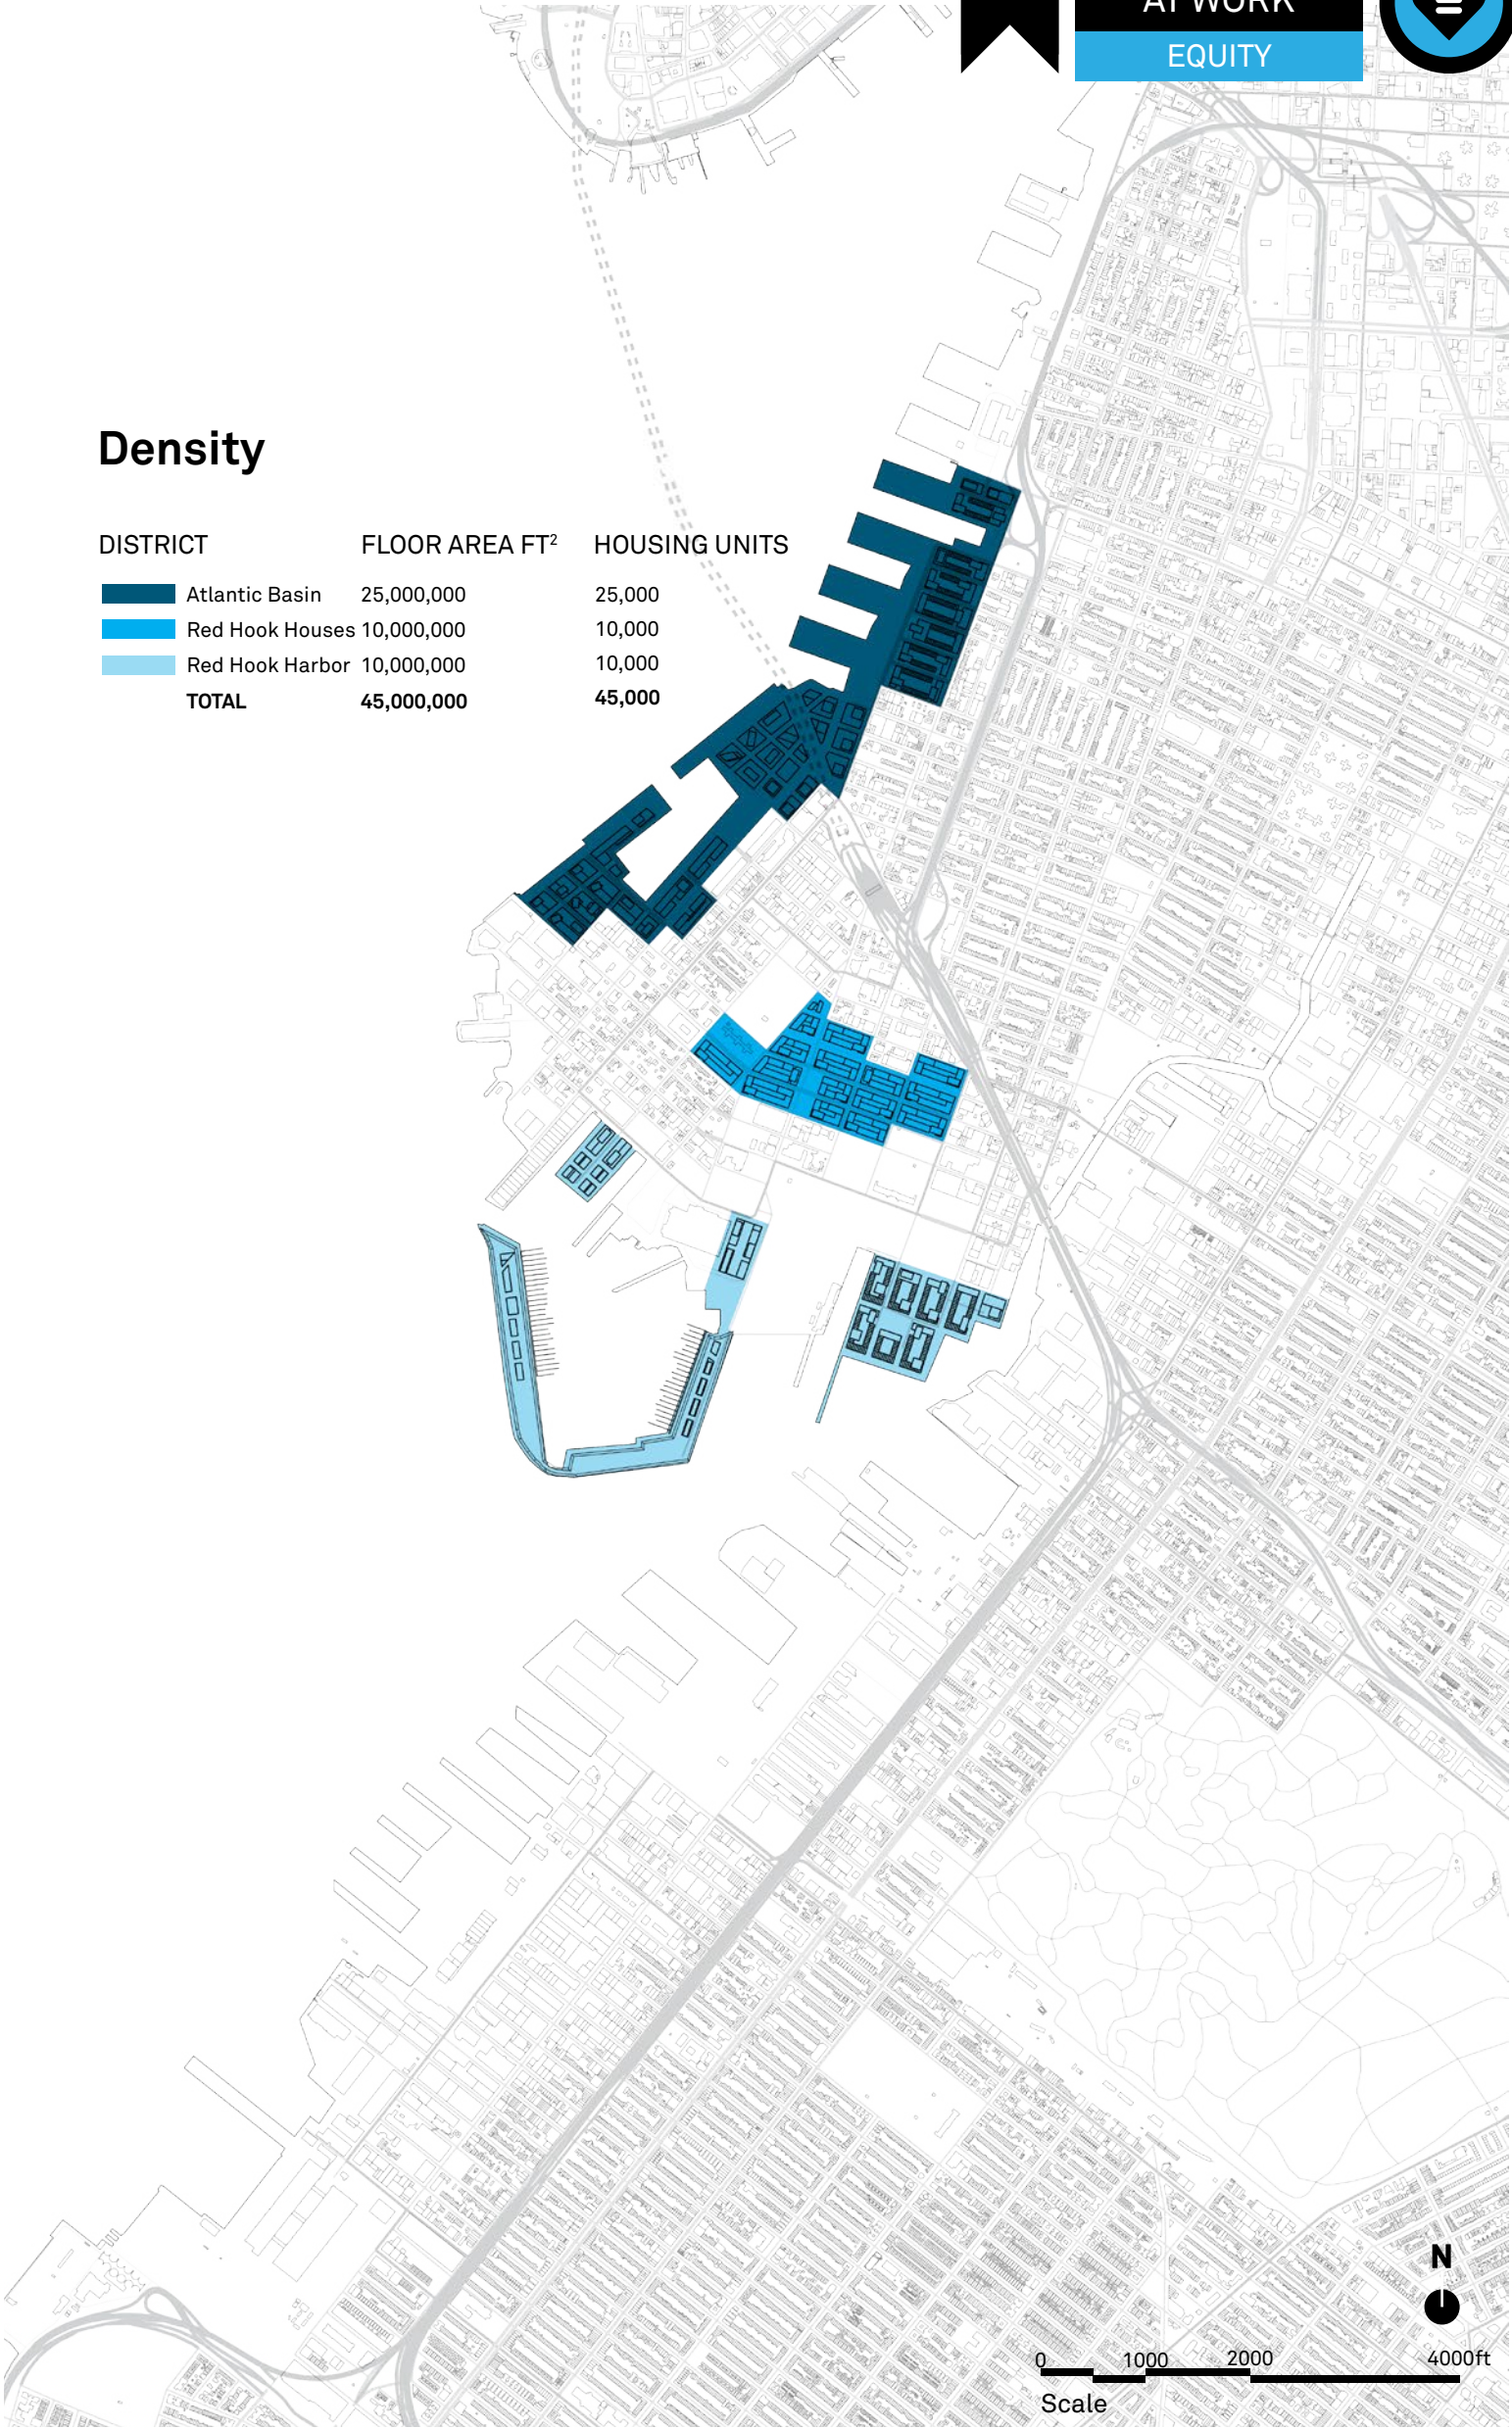 AT WORK
EQUITY
Density
DISTRICT FLOOR AREA FT² HOUSING UNITS
Atlantic Basin 25,000,000 25,000
Red Hook Houses 10,000,000 10,000
Red Hook Harbor 10,000,000 10,000
TOTAL 45,000,000 45,000
N
0 1000 2000 4000ft
Scale